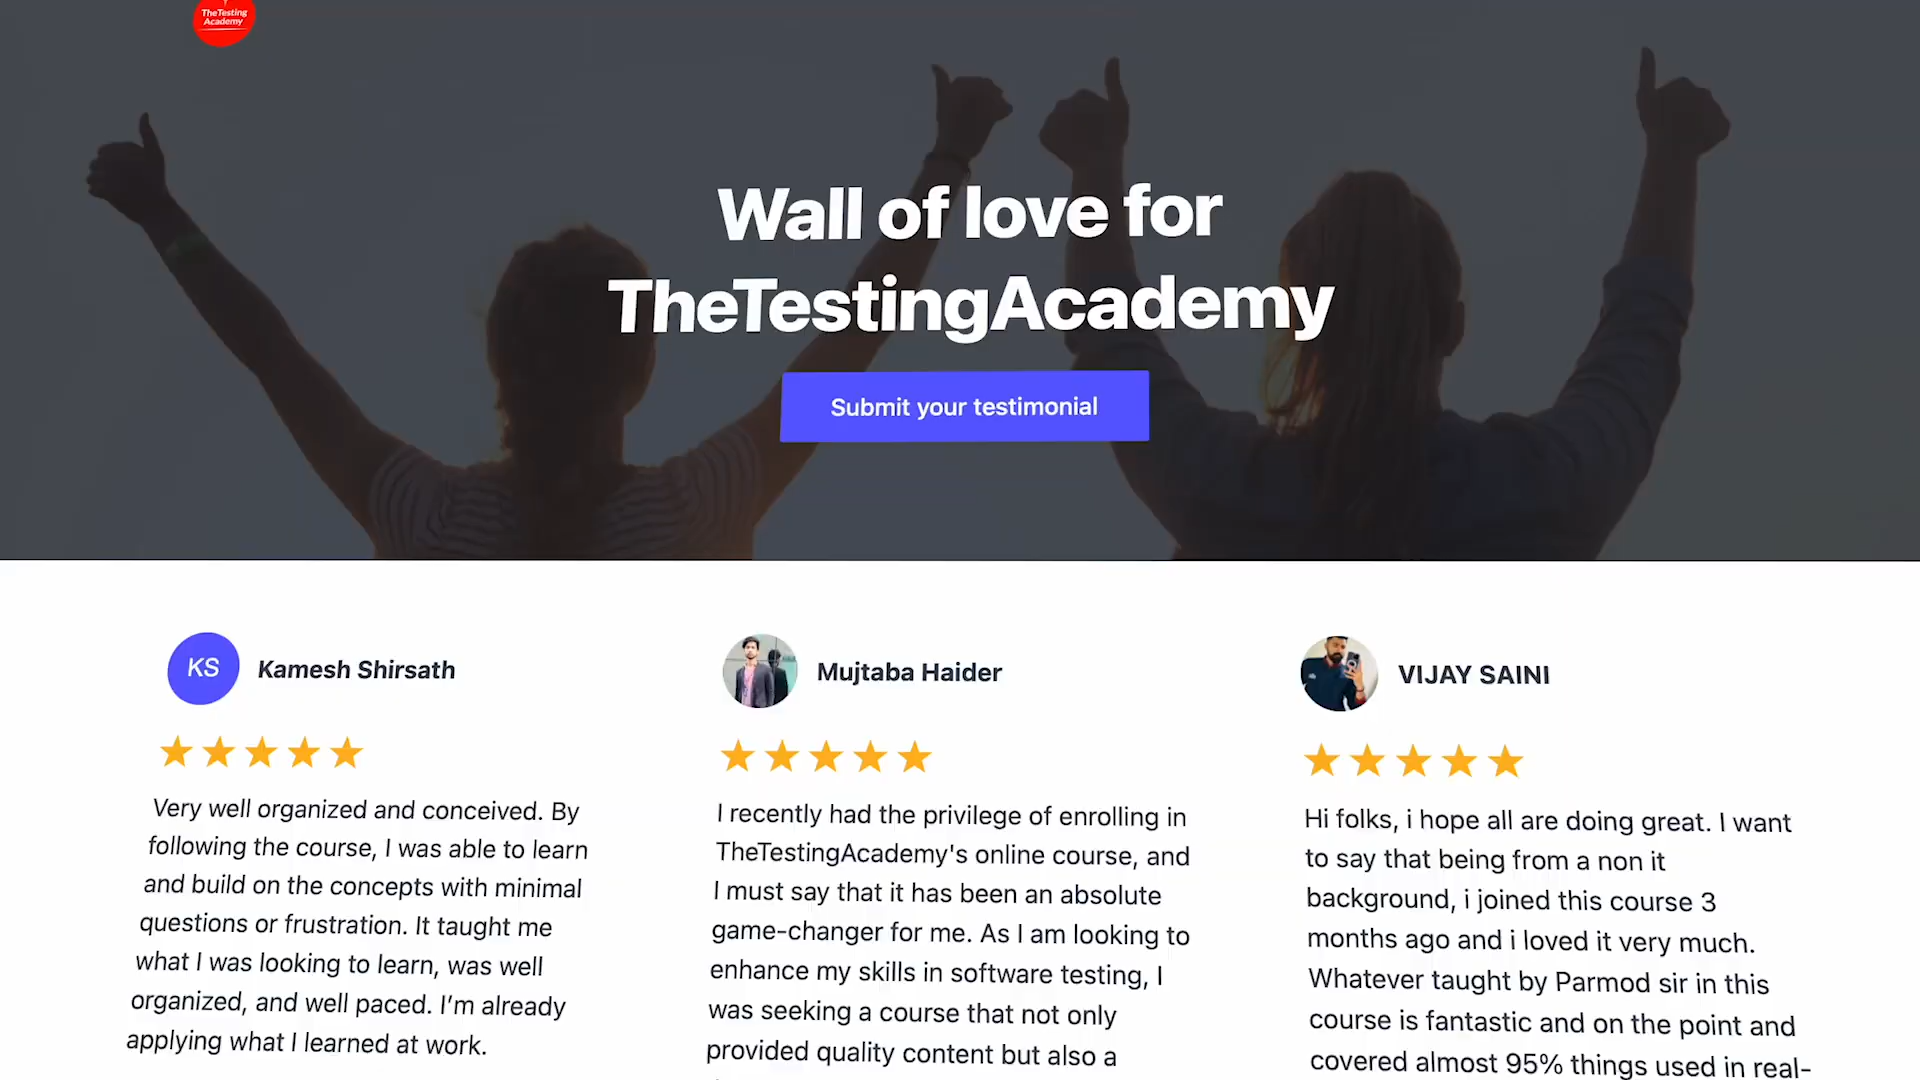 TheTesting
Academy
Wall of love for
TheTestingAcademy
Submit your testimonial
KS
Kamesh Shirsath
Very well organized and conceived. By
following the course, I was able to learn
and build on the concepts with minimal
questions or frustration. It taught me
what I was looking to learn, was well
organized, and well paced. I’m already
applying what I learned at work.
Mujtaba Haider
I recently had the privilege of enrolling in
TheTestingAcademy's online course, and
I must say that it has been an absolute
game-changer for me. As I am looking to
enhance my skills in software testing, I
was seeking a course that not only
provided quality content but also a
VIJAY SAINI
Hi folks, i hope all are doing great. I want
to say that being from a non it
background, i joined this course 3
months ago and i loved it very much.
Whatever taught by Parmod sir in this
course is fantastic and on the point and
covered almost 95% things used in real-